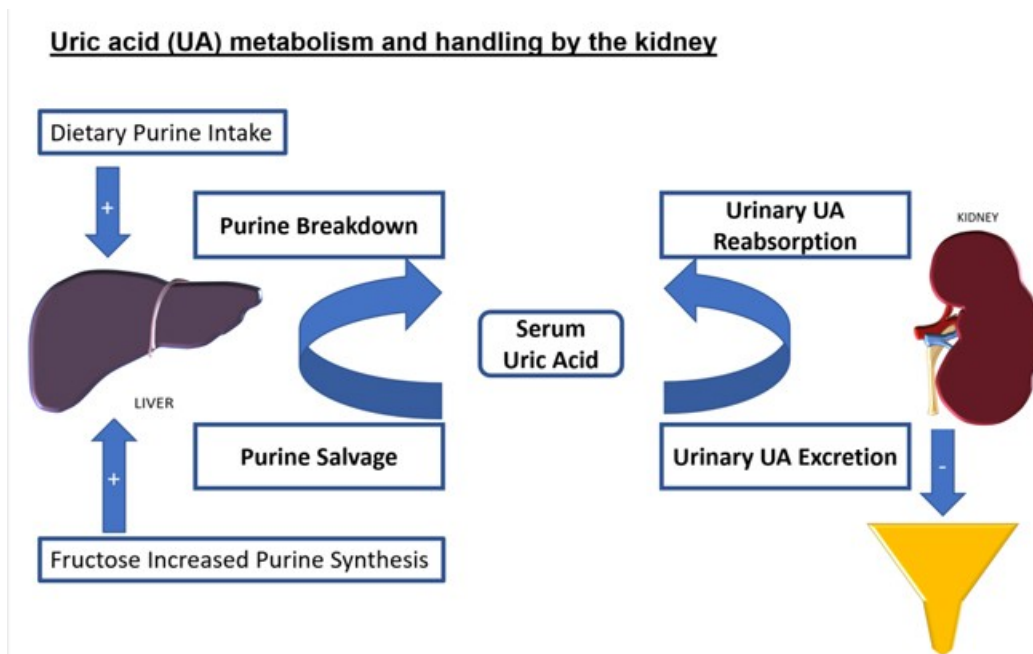 Uric acid (UA) metabolism and handling by the kidney
Dietary Purine Intake
+
Purine Breakdown
Urinary UA
Reabsorption
KIDNEY
Serum
Uric Acid
LIVER
Purine Salvage
Urinary UA Excretion
+
-
Fructose Increased Purine Synthesis